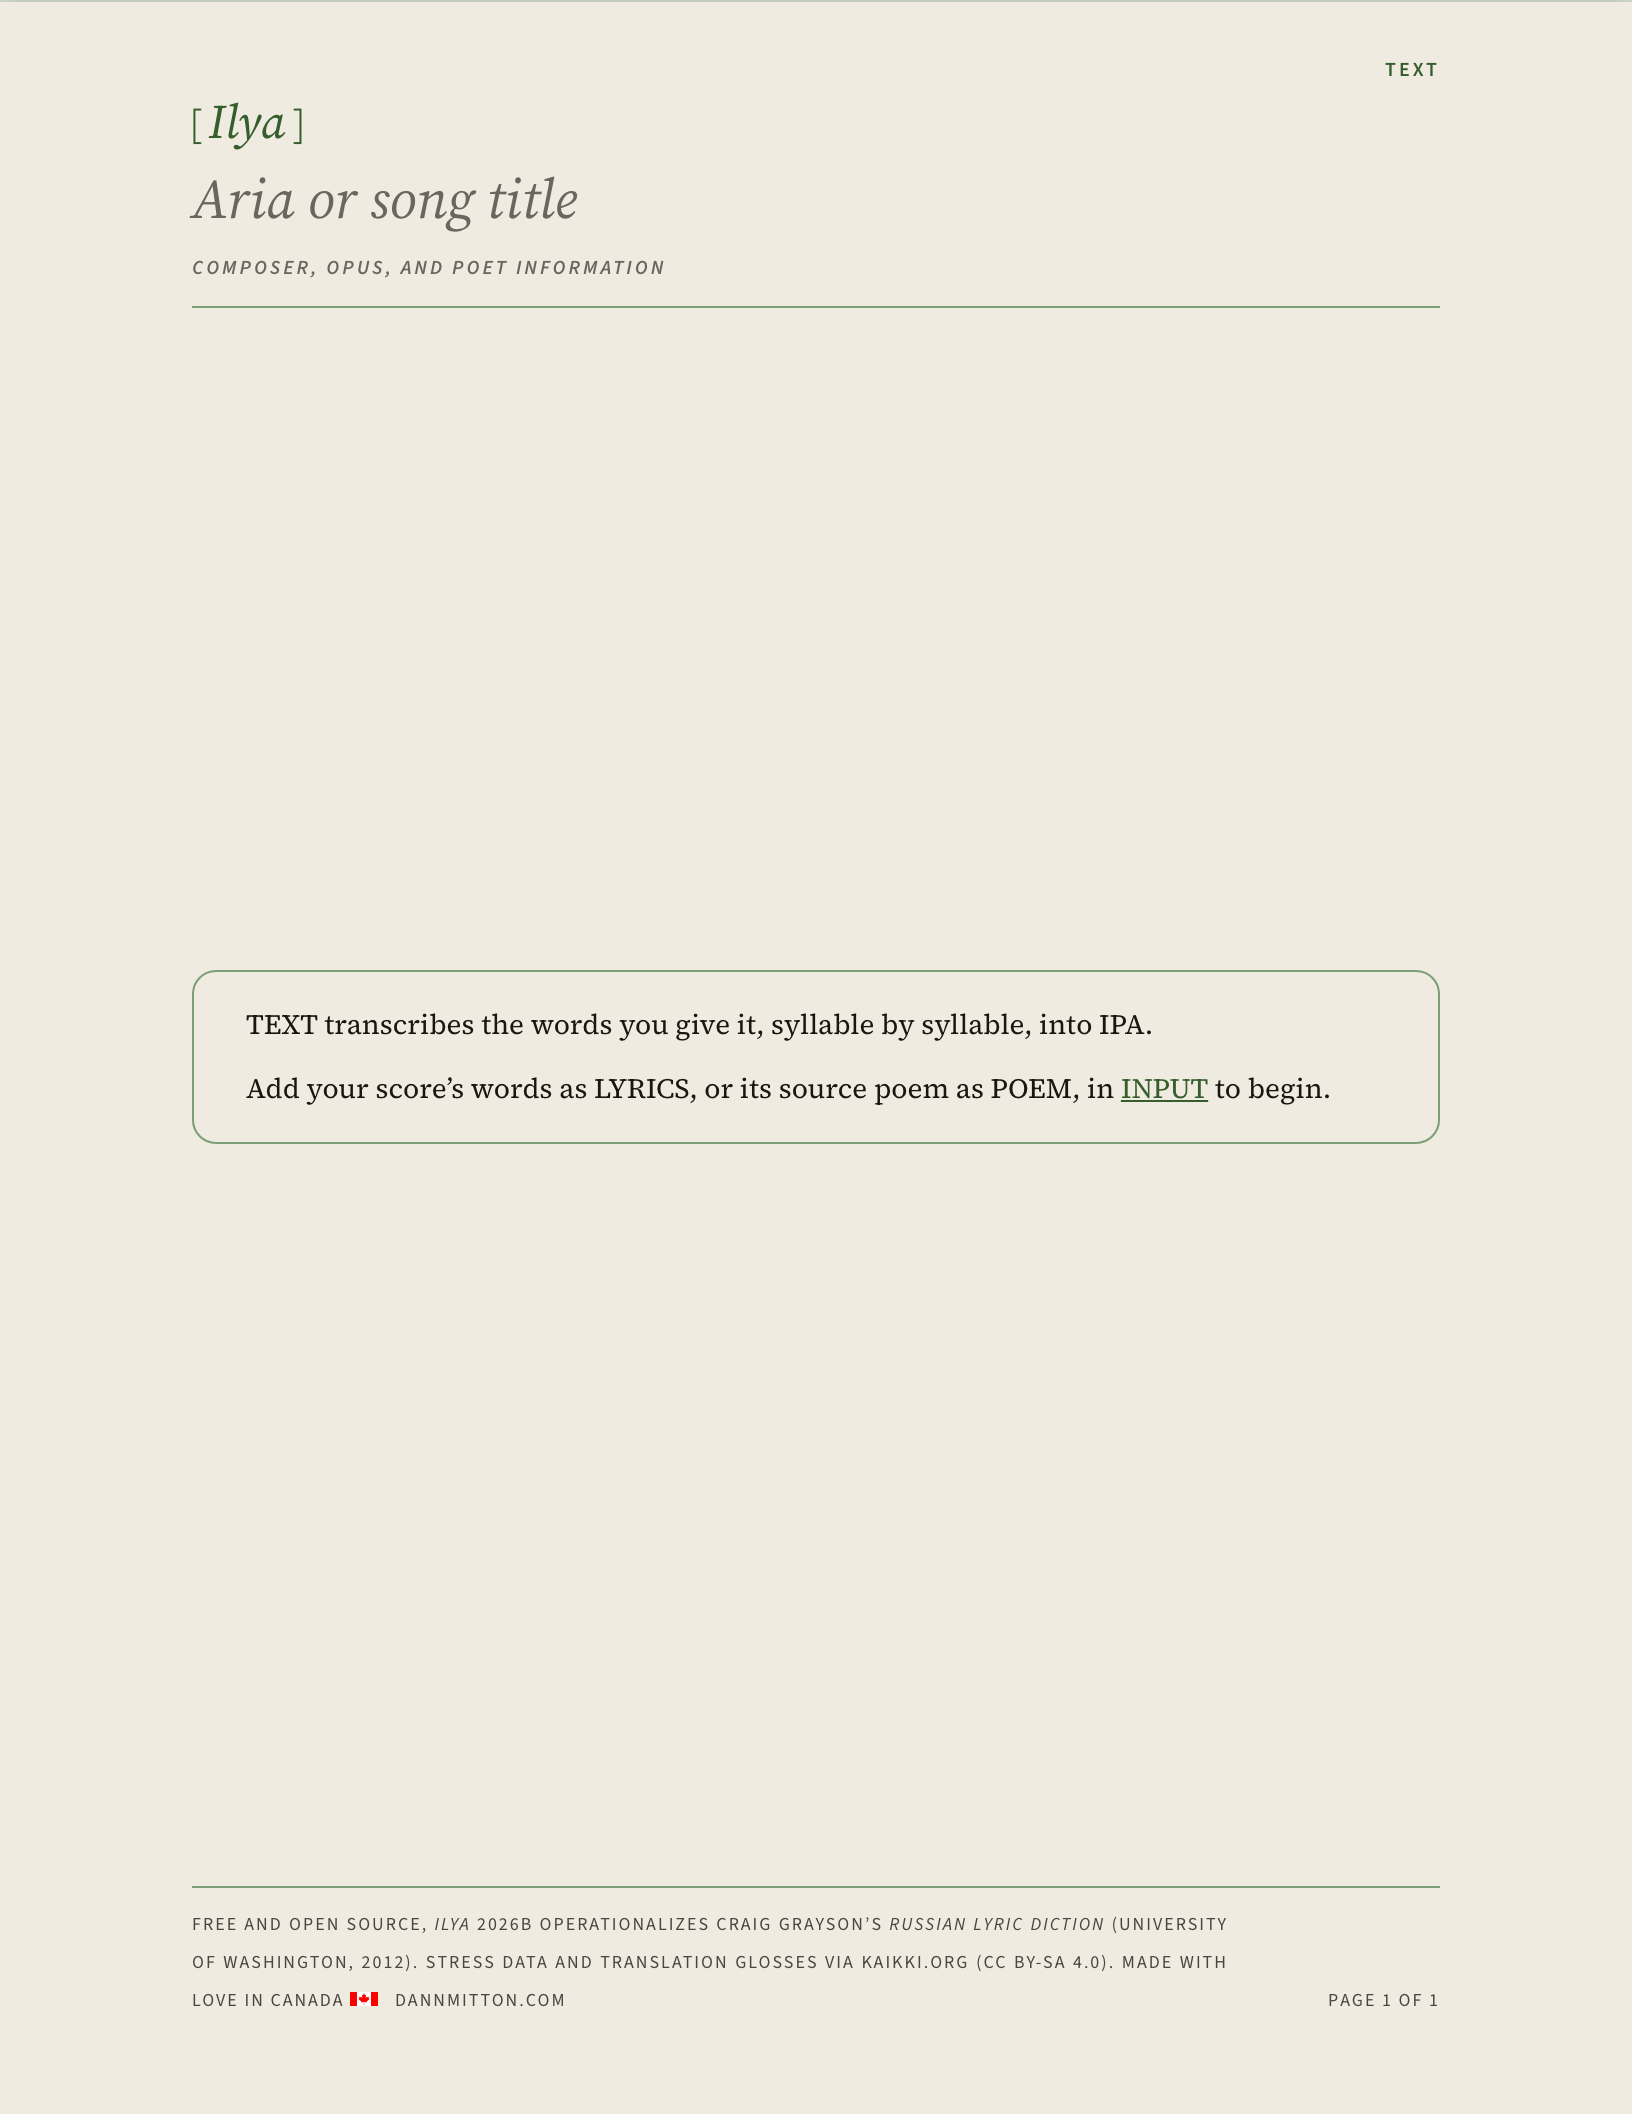 TEXT
[Ilya]
Aria or song title
COMPOSER, OPUS, AND POET INFORMATION
TEXT transcribes the words you give it, syllable by syllable, into IPA.
Add your score’s words as LYRICS, or its source poem as POEM, in INPUT to begin.
FREE AND OPEN SOURCE, ILYA 2026B OPERATIONALIZES CRAIG GRAYSON’S RUSSIAN LYRIC DICTION (UNIVERSITY
OF WASHINGTON, 2012). STRESS DATA AND TRANSLATION GLOSSES VIA KAIKKI.ORG (CC BY-SA 4.0). MADE WITH
LOVE IN CANADA 🇨🇦 DANNMITTON.COM
PAGE 1 OF 1